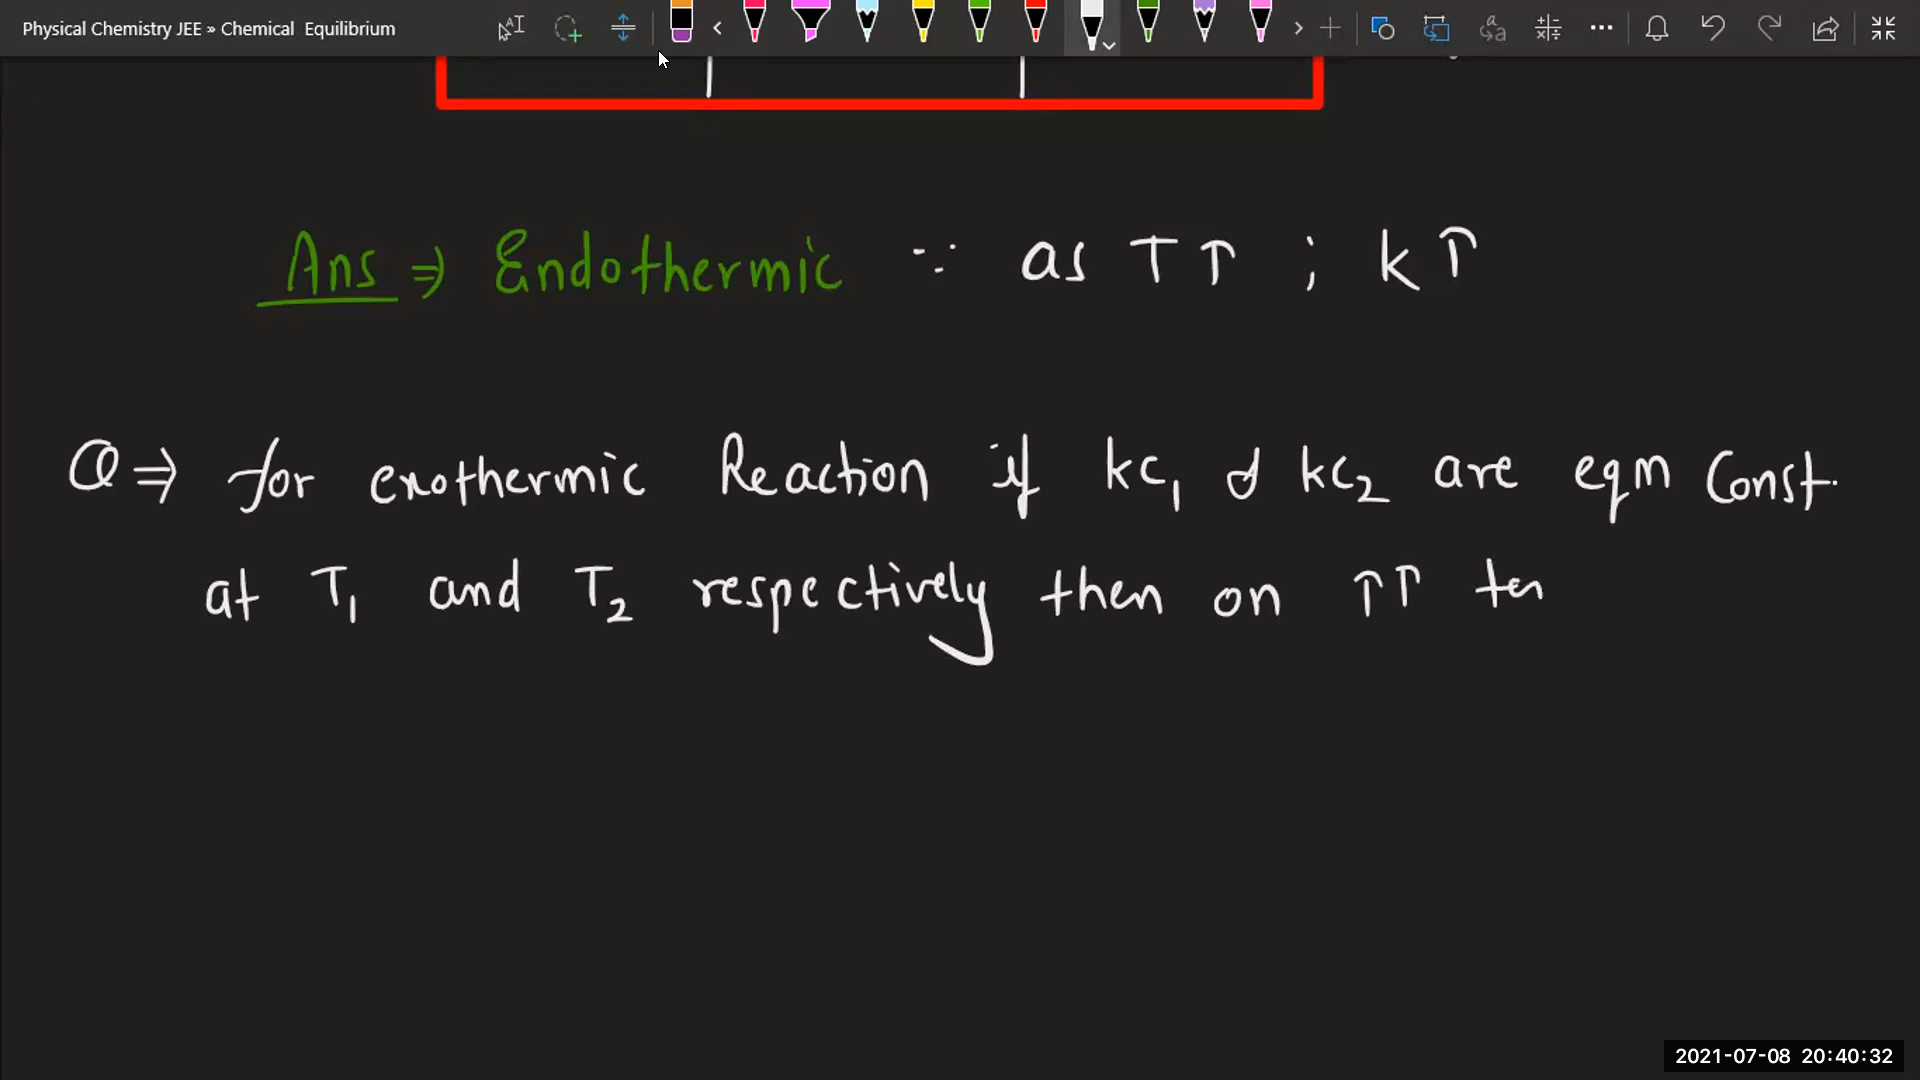 Physical Chemistry JEE » Chemical Equilibrium
Ans ⇒ Endothermic ∵ as T↑ ; k↑
Q ⇒ for exothermic Reaction if kc₁ & kc₂ are eqm Const.
at T₁ and T₂ respectively then on ↑↑ ten
2021-07-08 20:40:32